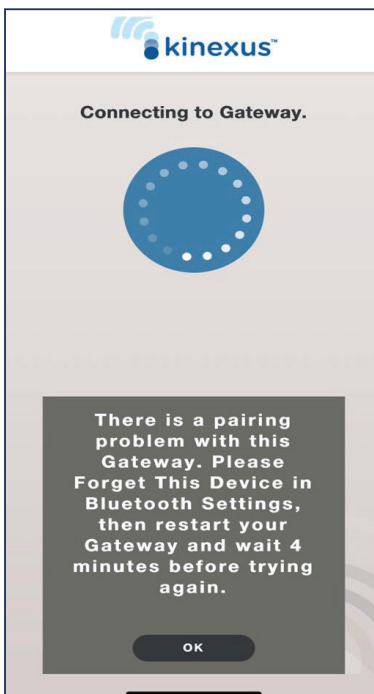 kinexus™
Connecting to Gateway.
There is a pairing
problem with this
Gateway. Please
Forget This Device in
Bluetooth Settings,
then restart your
Gateway and wait 4
minutes before trying
again.
OK